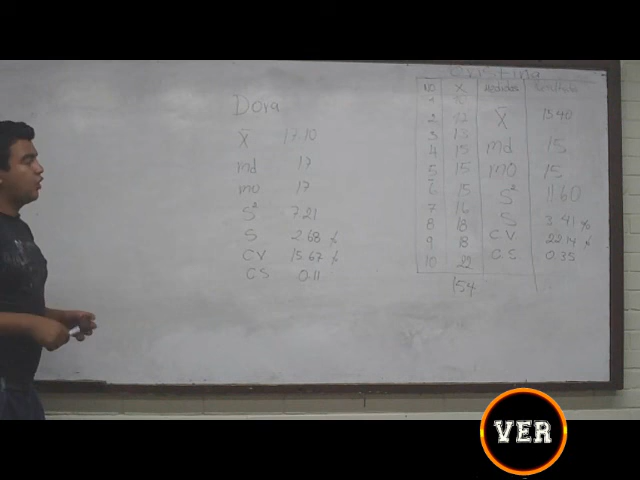 Dora
X̄ 17.10
md 17
mo 17
S² 7.21
S 2.68
CV 15.67
CS 0.11
Cristina
NO X Medidas Resultado
1 10
2 12 X̄ 15.40
3 13
4 15 md 15
5 15 mo 15
6 15 S² 11.60
7 16
8 18 S 3.41
9 18 CV 22.14
10 22 CS 0.35
154
VER